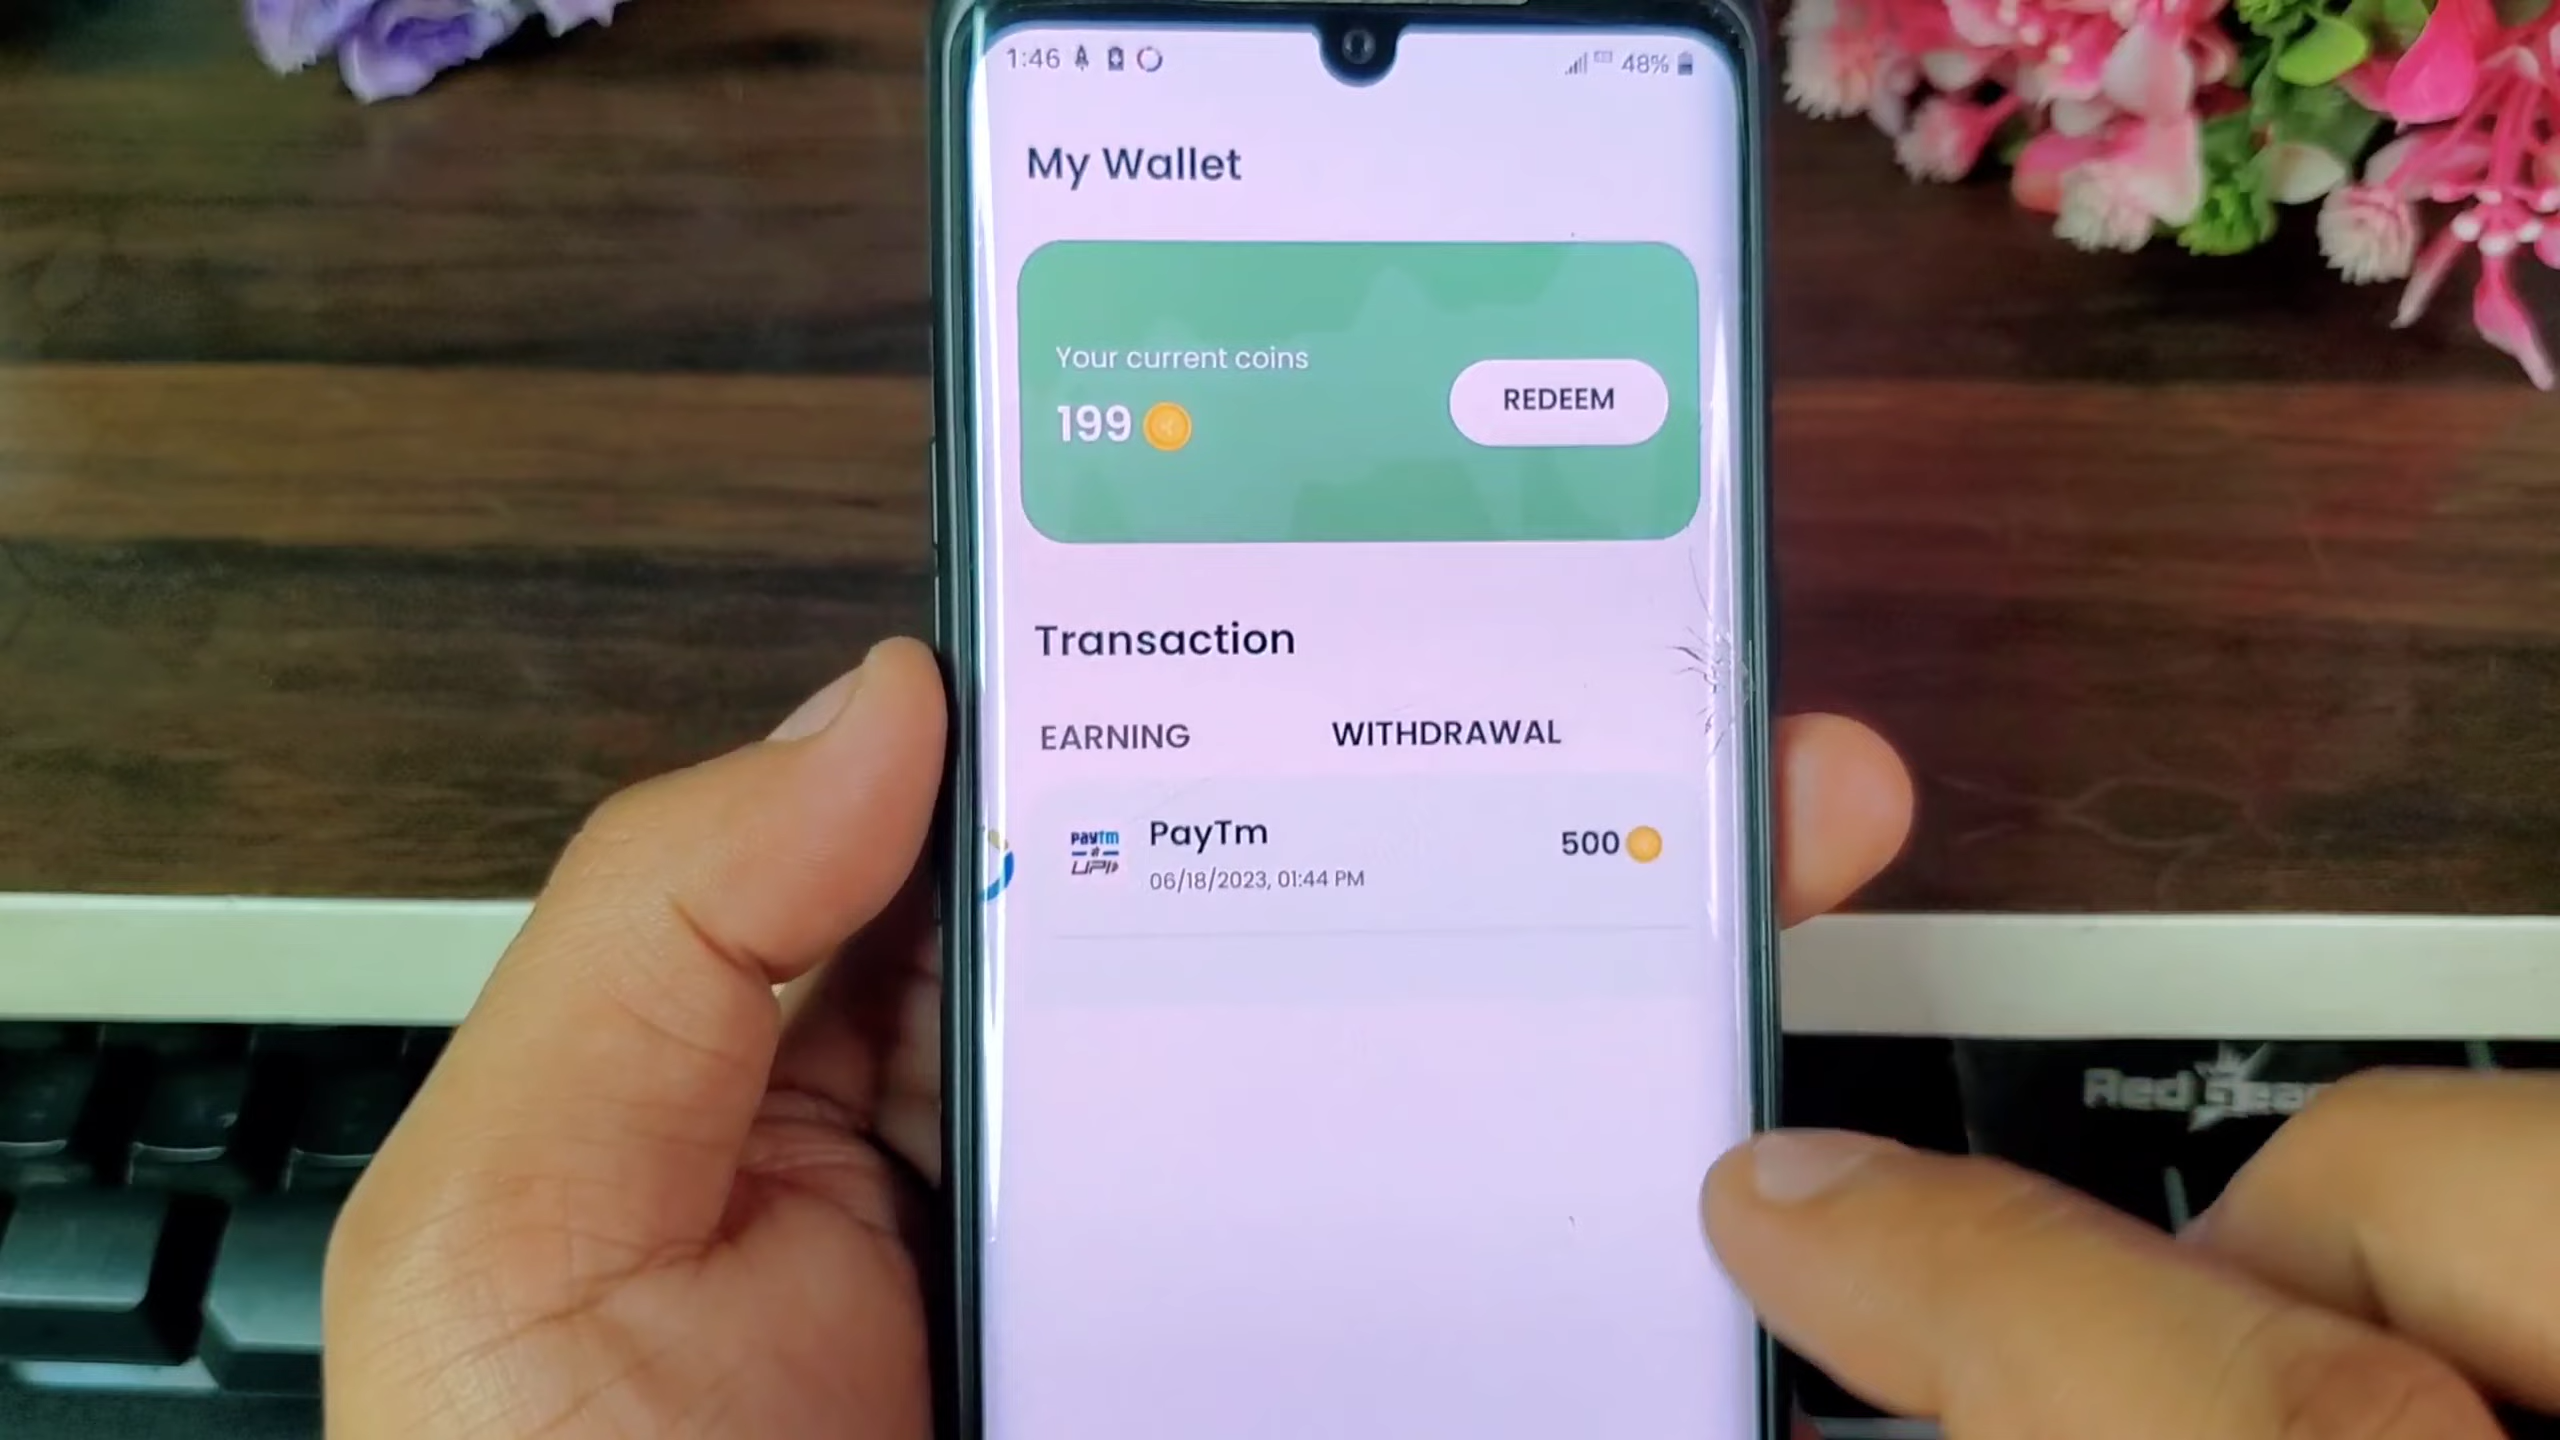 1:46
48%
My Wallet
Your current coins
199
REDEEM
Transaction
EARNING
WITHDRAWAL
Paytm
UPI
PayTm
500
06/18/2023, 01:44 PM
Red